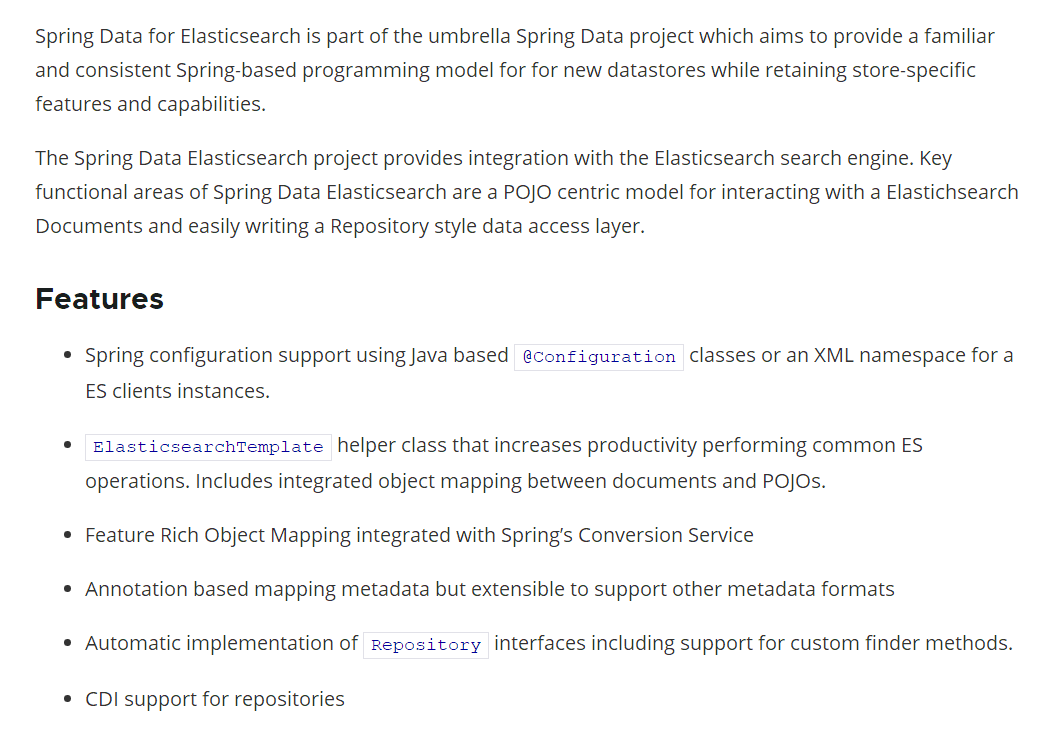 Spring Data for Elasticsearch is part of the umbrella Spring Data project which aims to provide a familiar
and consistent Spring-based programming model for for new datastores while retaining store-specific
features and capabilities.
The Spring Data Elasticsearch project provides integration with the Elasticsearch search engine. Key
functional areas of Spring Data Elasticsearch are a POJO centric model for interacting with a Elastichsearch
Documents and easily writing a Repository style data access layer.
Features
• Spring configuration support using Java based @Configuration classes or an XML namespace for a
ES clients instances.
• ElasticsearchTemplate helper class that increases productivity performing common ES
operations. Includes integrated object mapping between documents and POJOs.
• Feature Rich Object Mapping integrated with Spring’s Conversion Service
• Annotation based mapping metadata but extensible to support other metadata formats
• Automatic implementation of Repository interfaces including support for custom finder methods.
• CDI support for repositories